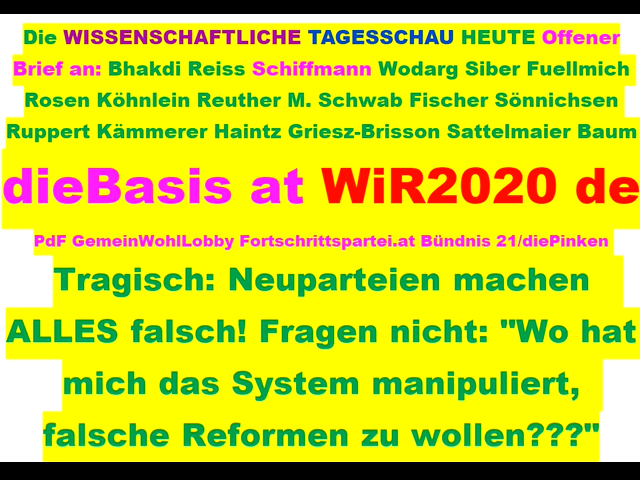 Die WISSENSCHAFTLICHE TAGESSCHAU HEUTE Offener
Brief an: Bhakdi Reiss Schiffmann Wodarg Siber Fuellmich
Rosen Köhnlein Reuther M. Schwab Fischer Sönnichsen
Ruppert Kämmerer Haintz Griesz-Brisson Sattelmaier Baum
dieBasis at WiR2020 de
PdF GemeinWohlLobby Fortschrittspartei.at Bündnis 21/diePinken
Tragisch: Neuparteien machen
ALLES falsch! Fragen nicht: "Wo hat
mich das System manipuliert,
falsche Reformen zu wollen???"